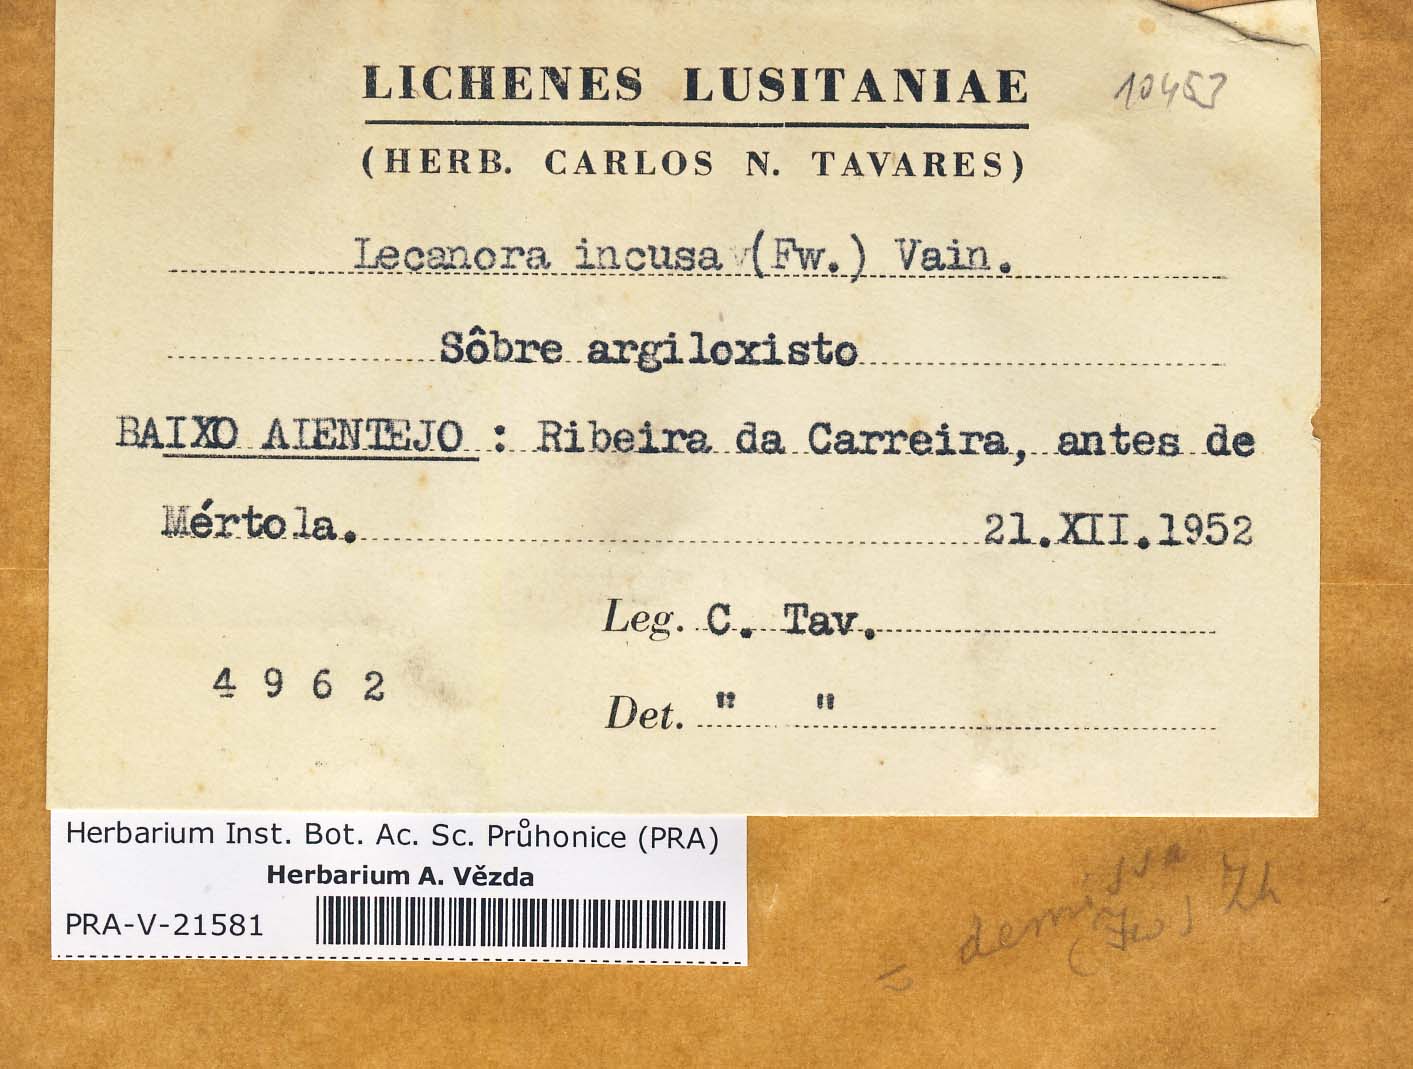 LICHENES LUSITANIAE
10453
(HERB. CARLOS N. TAVARES)
Lecanora incusa (Fw.) Vain.
Sôbre argiloxisto
BAIXO AIENTEJO : Ribeira da Carreira, antes de
Mértola. 21.XII.1952
Leg. C. Tav.
4 9 6 2
Det. " "
Herbarium Inst. Bot. Ac. Sc. Průhonice (PRA)
Herbarium A. Vězda
PRA-V-21581
= demissa
(Fw) Zh